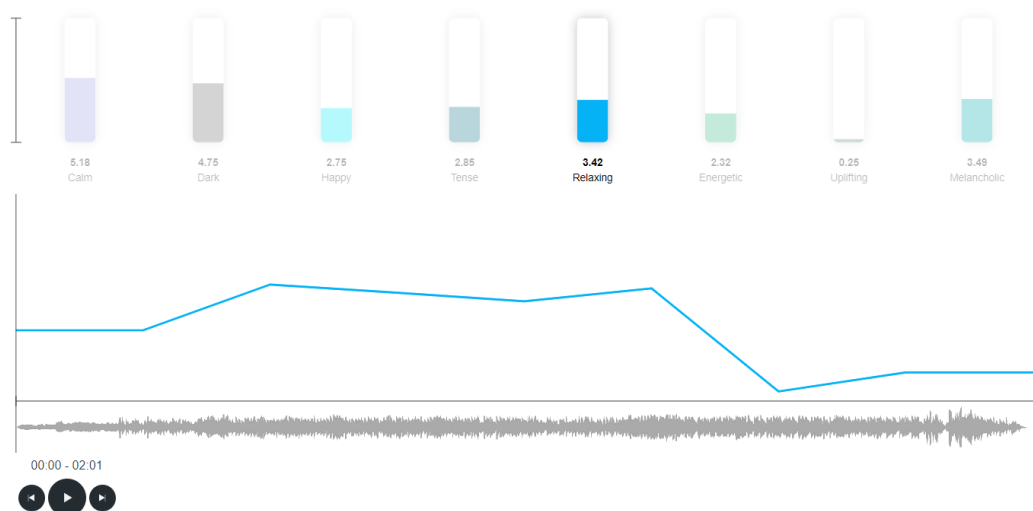 5.18 4.75 2.75 2.85 3.42 2.32 0.25 3.49
Calm Dark Happy Tense Relaxing Energetic Uplifting Melancholic
00:00 - 02:01